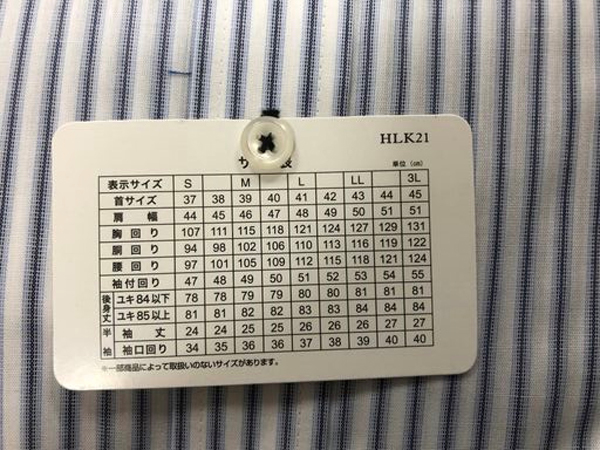 HLK21
サ 表
単位(cm)
表示サイズ S M L LL 3L
首サイズ 37 38 39 40 41 42 43 44 45
肩 幅 44 45 46 47 48 49 50 51 51
胸回り 107 111 115 118 121 124 127 129 131
胴回り 94 98 102 106 110 113 116 119 122
腰回り 97 101 105 109 112 115 118 121 124
袖付回り 47 48 49 50 51 52 53 54 55
後身丈 ユキ84以下 78 78 79 79 80 80 81 81 81
ユキ85以上 81 81 82 82 83 83 84 84 84
半袖 袖 丈 24 24 25 25 26 26 26 27 27
袖口回り 34 35 36 36 37 38 39 40 40
※一部商品によって取扱いのないサイズがあります。